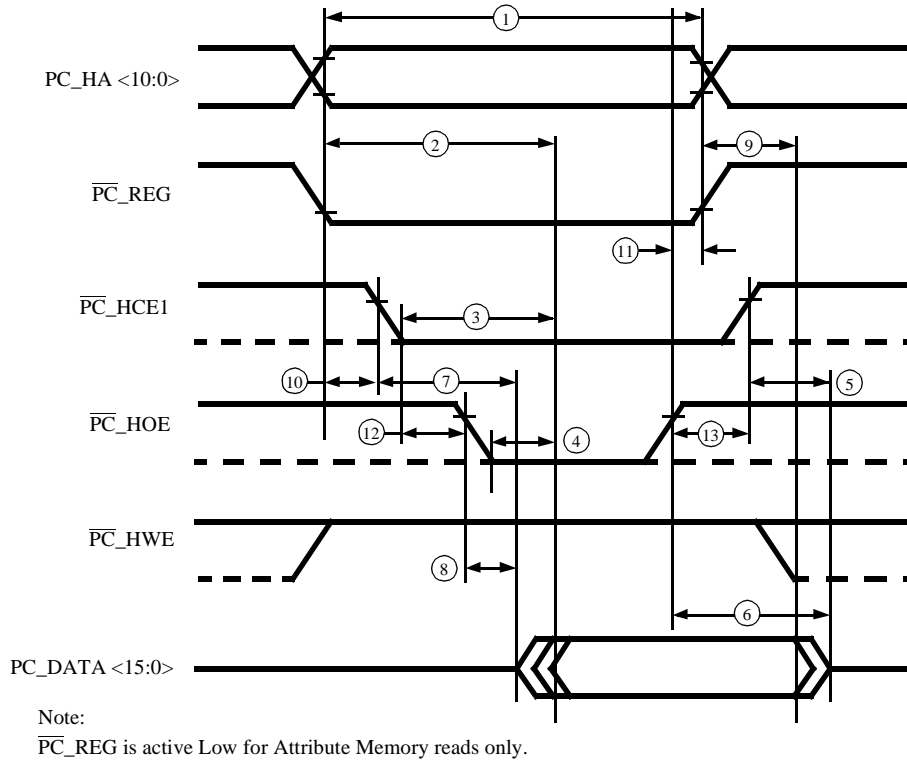 1
PC_HA <10:0>
2
9
PC_REG
11
PC_HCE1
3
10
7
5
PC_HOE
12
4
13
PC_HWE
8
6
PC_DATA <15:0>
Note:
PC_REG is active Low for Attribute Memory reads only.